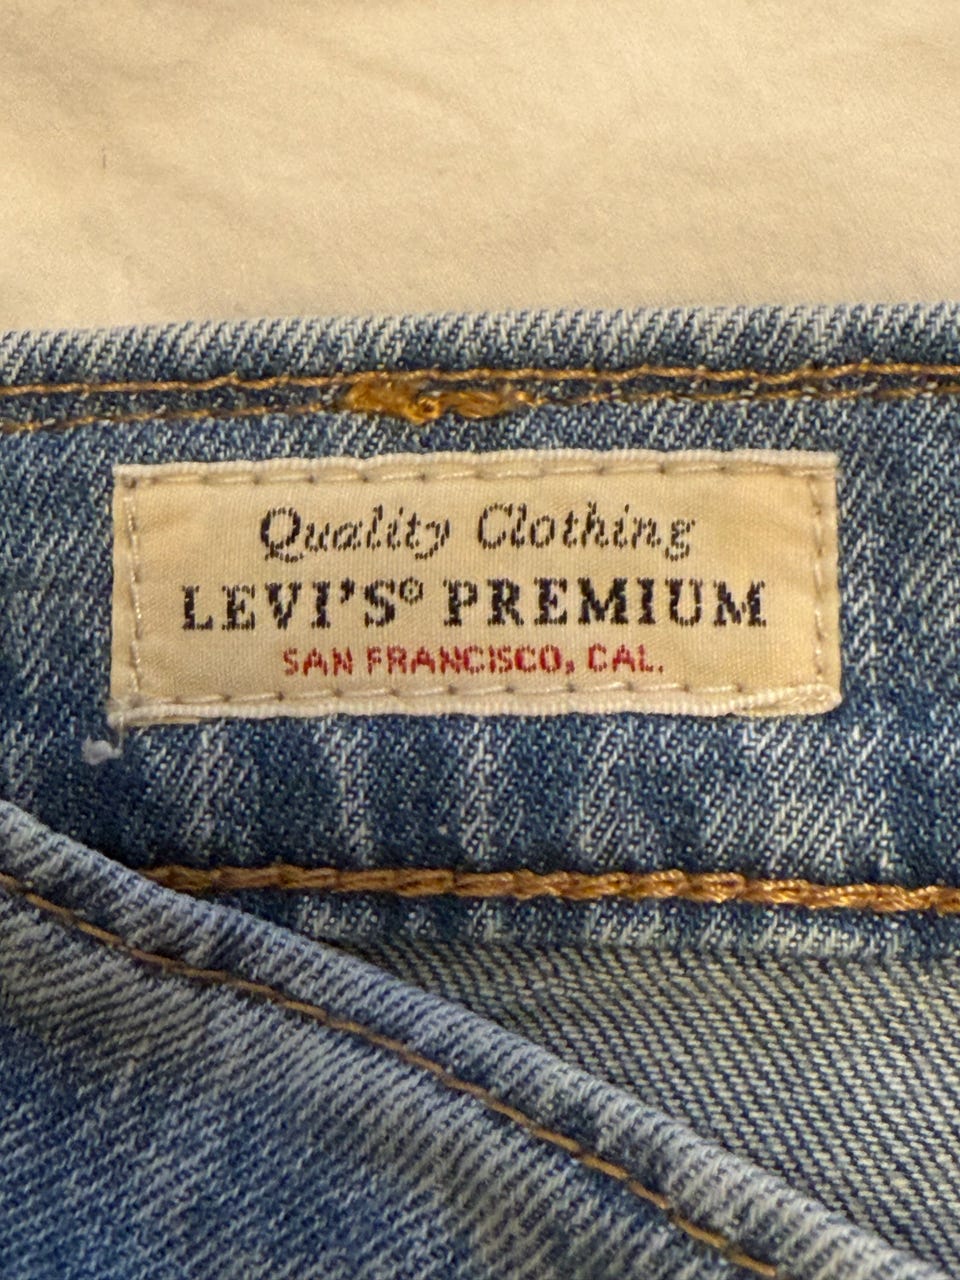 Quality Clothing
LEVI'S® PREMIUM
SAN FRANCISCO, CAL.